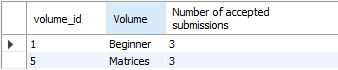 volume_id Volume Number of accepted submissions
1 Beginner 3
5 Matrices 3